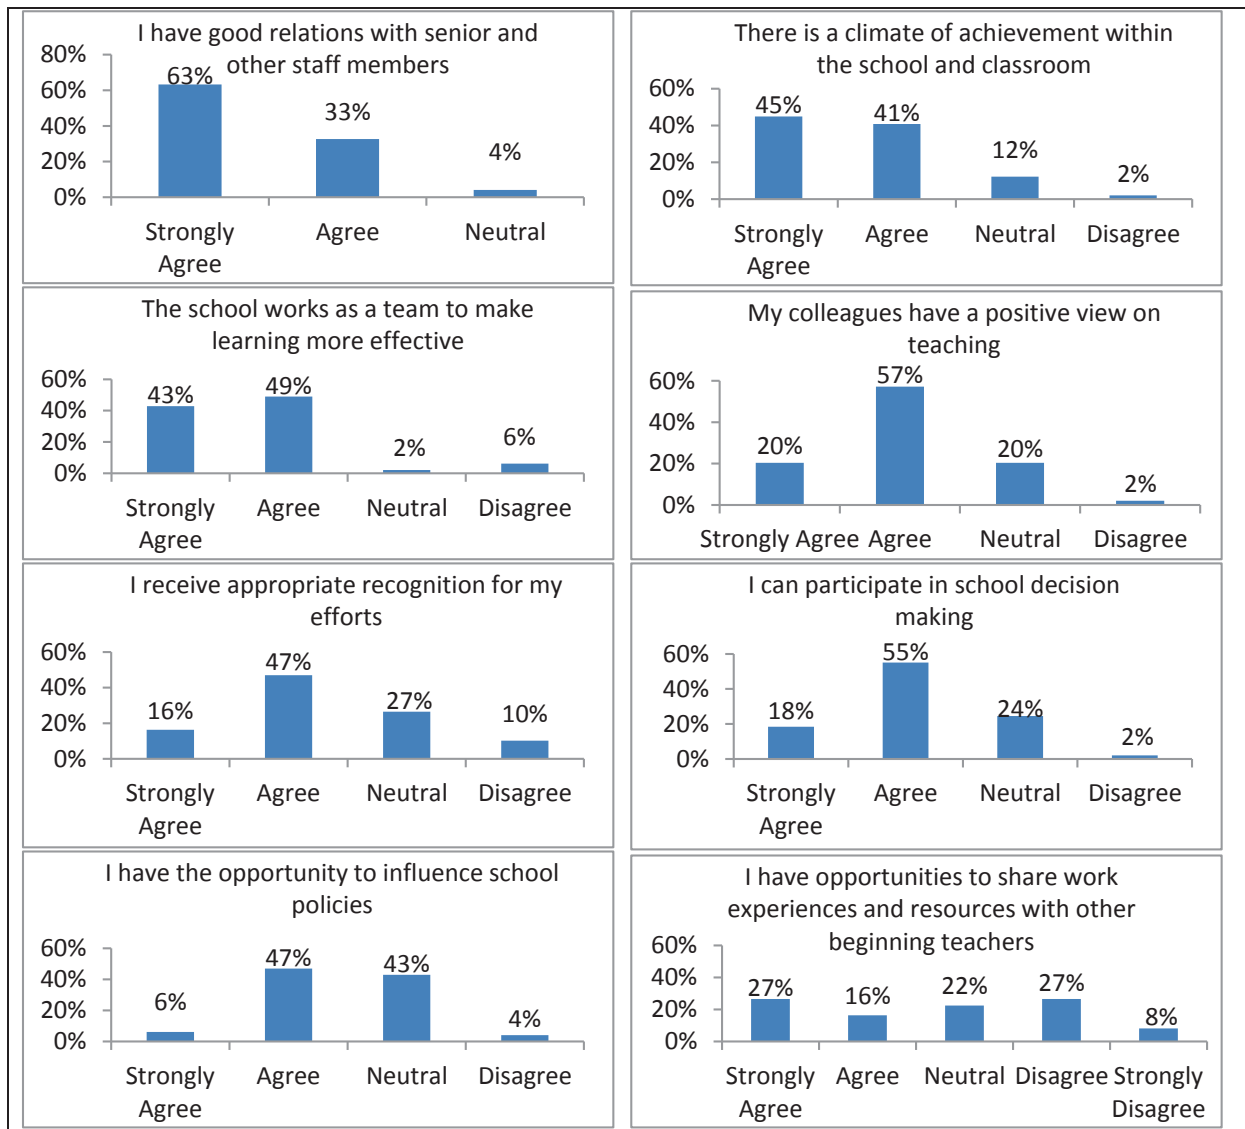 I have good relations with senior and
other staff members
80%
60%
40%
20%
0%
63%
33%
4%
Strongly
Agree
Agree
Neutral
There is a climate of achievement within
the school and classroom
60%
40%
20%
0%
45%
41%
12%
2%
Strongly
Agree
Agree
Neutral
Disagree
The school works as a team to make
learning more effective
60%
40%
20%
0%
43%
49%
2%
6%
Strongly
Agree
Agree
Neutral
Disagree
My colleagues have a positive view on
teaching
60%
40%
20%
0%
20%
57%
20%
2%
Strongly Agree
Agree
Neutral
Disagree
I receive appropriate recognition for my
efforts
60%
40%
20%
0%
16%
47%
27%
10%
Strongly
Agree
Agree
Neutral
Disagree
I can participate in school decision
making
60%
40%
20%
0%
18%
55%
24%
2%
Strongly
Agree
Agree
Neutral
Disagree
I have the opportunity to influence school
policies
60%
40%
20%
0%
6%
47%
43%
4%
Strongly
Agree
Agree
Neutral
Disagree
I have opportunities to share work
experiences and resources with other
beginning teachers
60%
40%
20%
0%
27%
16%
22%
27%
8%
Strongly
Agree
Agree
Neutral
Disagree
Strongly
Disagree